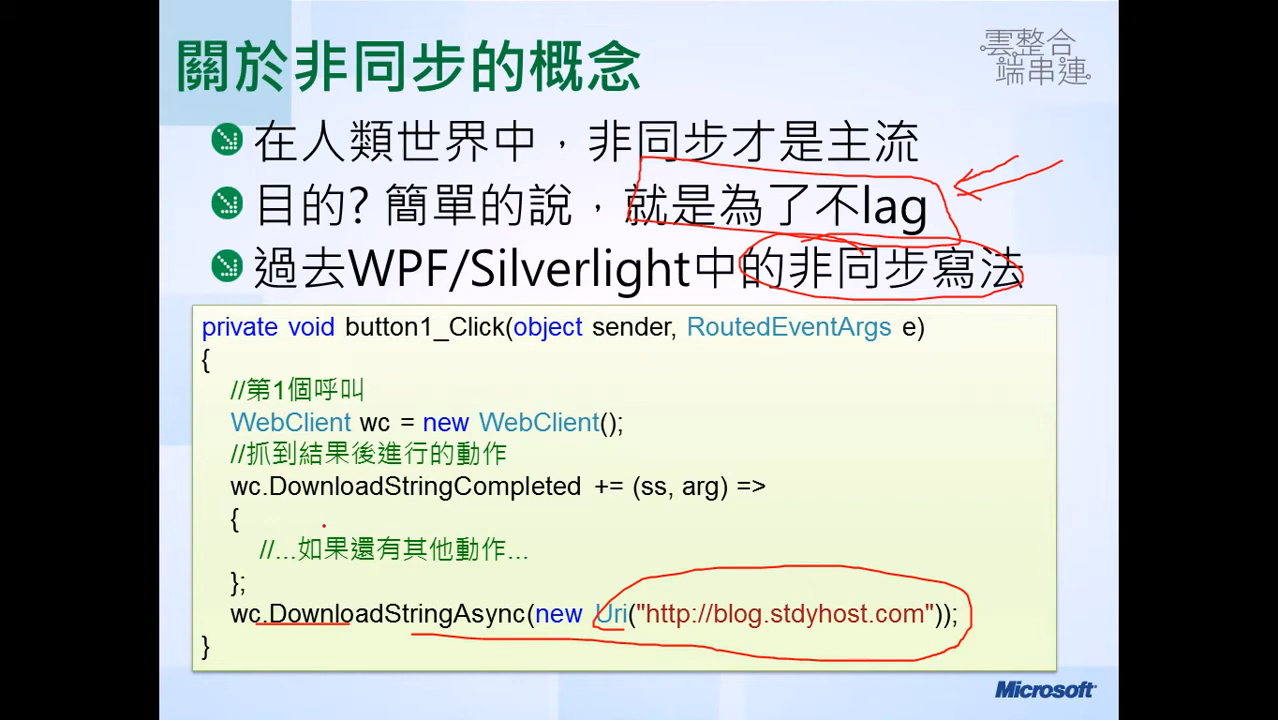 關於非同步的概念
雲整合
端串連
在人類世界中，非同步才是主流
目的? 簡單的說，就是為了不lag
過去WPF/Silverlight中的非同步寫法
private void button1_Click(object sender, RoutedEventArgs e)
{
//第1個呼叫
WebClient wc = new WebClient();
//抓到結果後進行的動作
wc.DownloadStringCompleted += (ss, arg) =>
{
//...如果還有其他動作...
};
wc.DownloadStringAsync(new Uri("http://blog.stdyhost.com"));
}
Microsoft